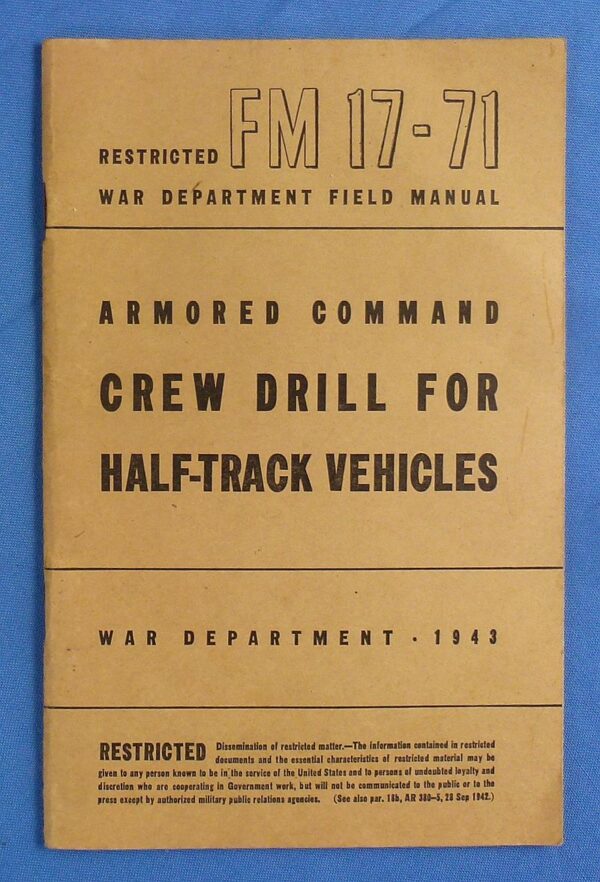 RESTRICTED FM 17-71
WAR DEPARTMENT FIELD MANUAL
ARMORED COMMAND
CREW DRILL FOR
HALF-TRACK VEHICLES
WAR DEPARTMENT · 1943
RESTRICTED Dissemination of restricted matter.—The information contained in restricted
documents and the essential characteristics of restricted material may be
given to any person known to be in the service of the United States and to persons of undoubted loyalty and
discretion who are cooperating in Government work, but will not be communicated to the public or to the
press except by authorized military public relations agencies. (See also par. 18b, AR 380–5, 28 Sep 1942.)